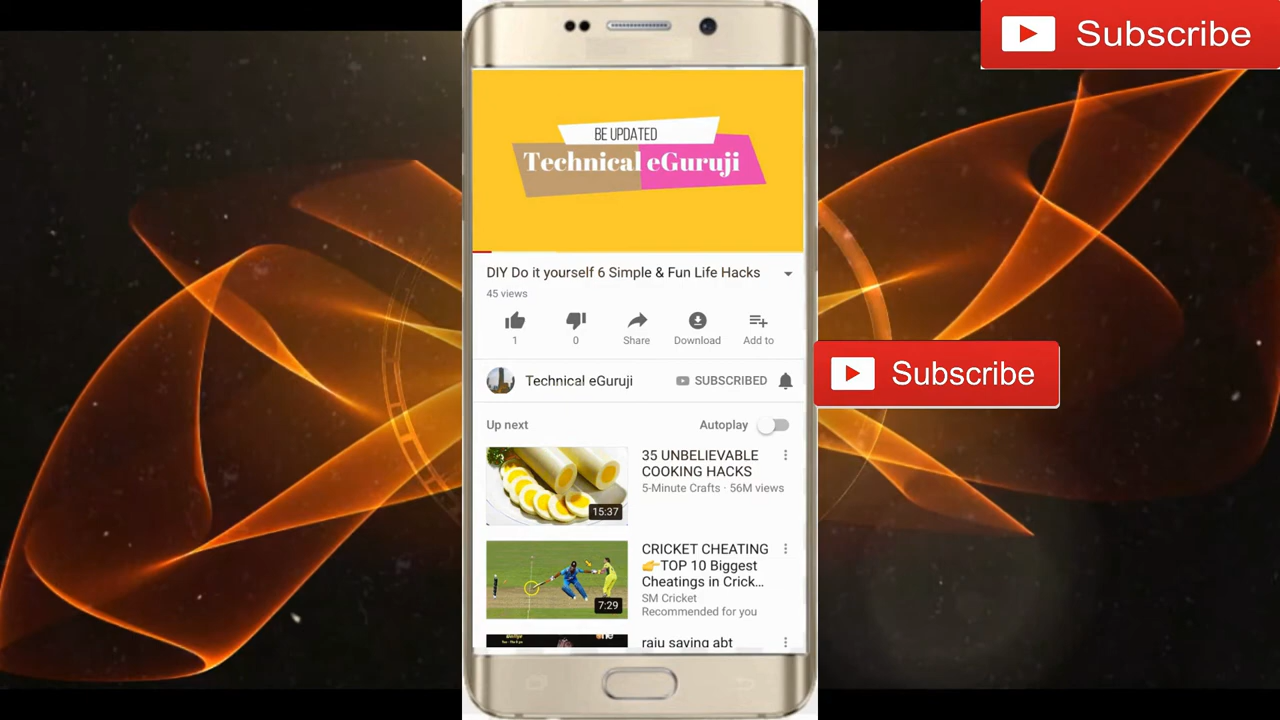 Subscribe
BE UPDATED
Technical eGuruji
DIY Do it yourself 6 Simple & Fun Life Hacks
45 views
1
0
Share
Download
Add to
Technical eGuruji
SUBSCRIBED
Subscribe
Up next
Autoplay
35 UNBELIEVABLE
COOKING HACKS
5-Minute Crafts · 56M views
15:37
CRICKET CHEATING
👉TOP 10 Biggest
Cheatings in Crick...
SM Cricket
Recommended for you
7:29
raju saying abt